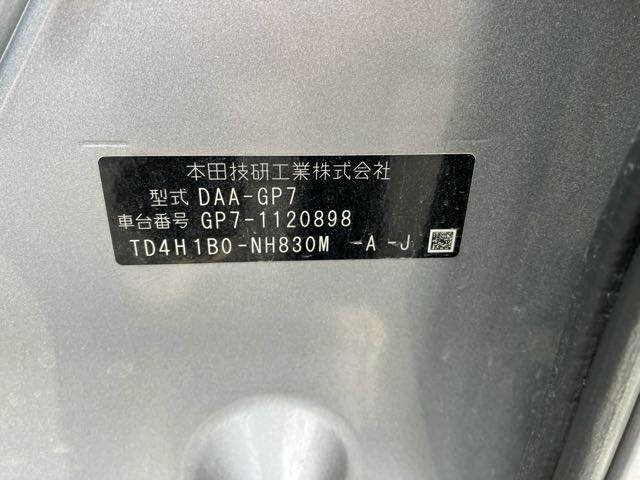 本田技研工業株式会社
型式 DAA-GP7
車台番号 GP7-1120898
TD4H1B0-NH830M -A -J